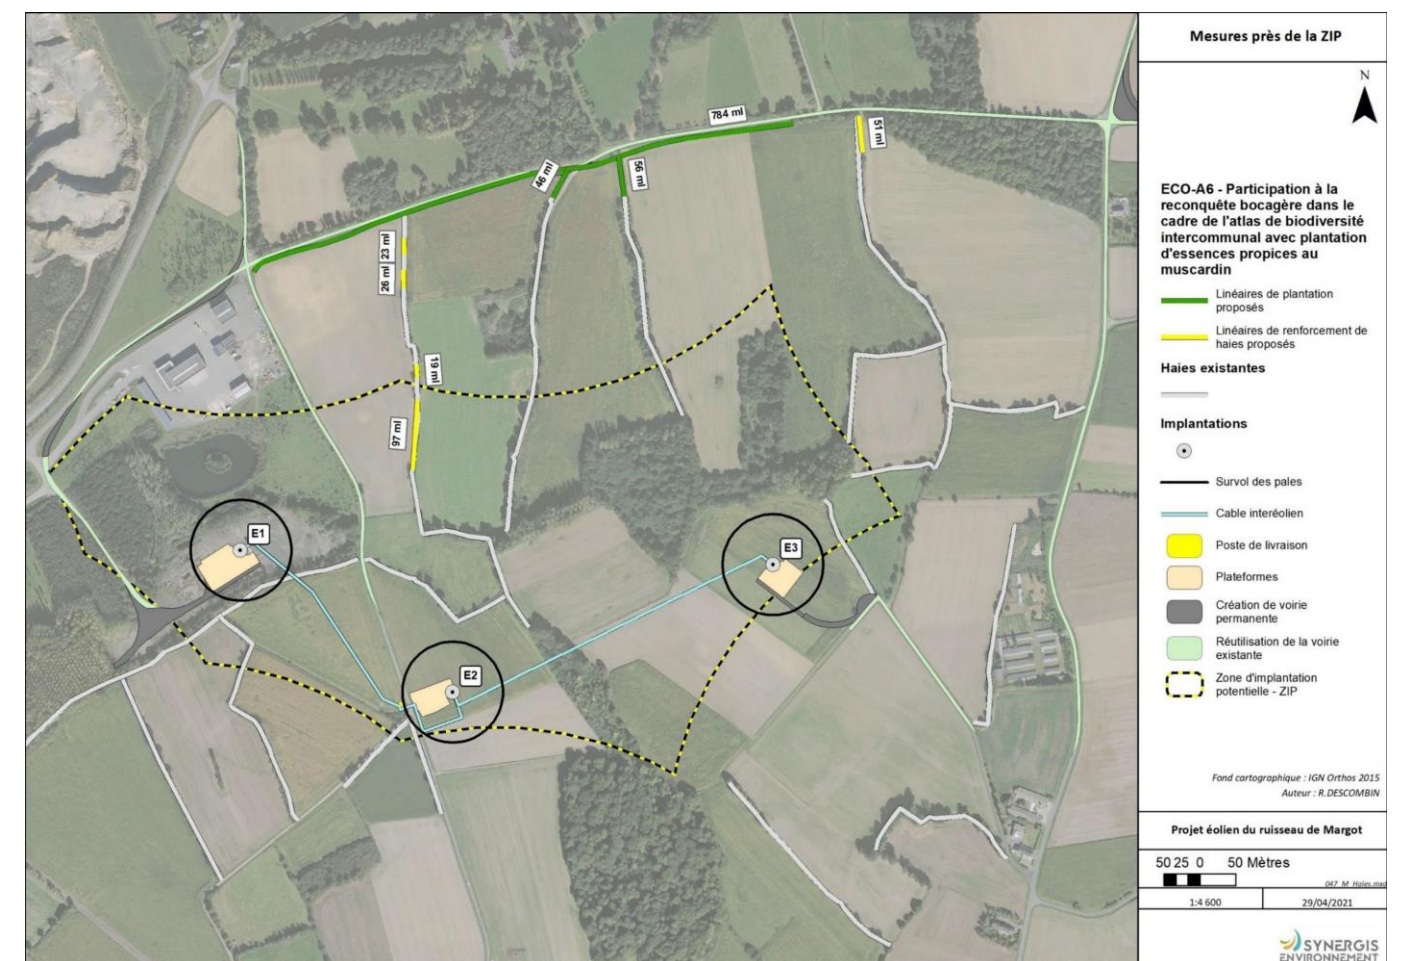 Mesures près de la ZIP
N
ECO-A6 - Participation à la
reconquête bocagère dans le
cadre de l'atlas de biodiversité
intercommunal avec plantation
d'essences propices au
muscardin
Linéaires de plantation
proposés
Linéaires de renforcement de
haies proposés
Haies existantes
Implantations
Survol des pales
Cable interéolien
Poste de livraison
Plateformes
Création de voirie
permanente
Réutilisation de la voirie
existante
Zone d'implantation
potentielle - ZIP
Fond cartographique : IGN Orthos 2015
Auteur : R.DESCOMBIN
Projet éolien du ruisseau de Margot
50 25 0 50 Mètres
047_M_Haies.mxd
1:4 600
29/04/2021
SYNERGIS
ENVIRONNEMENT
784 ml
51 ml
46 ml
56 ml
23 ml
26 ml
19 ml
97 ml
E1
E3
E2